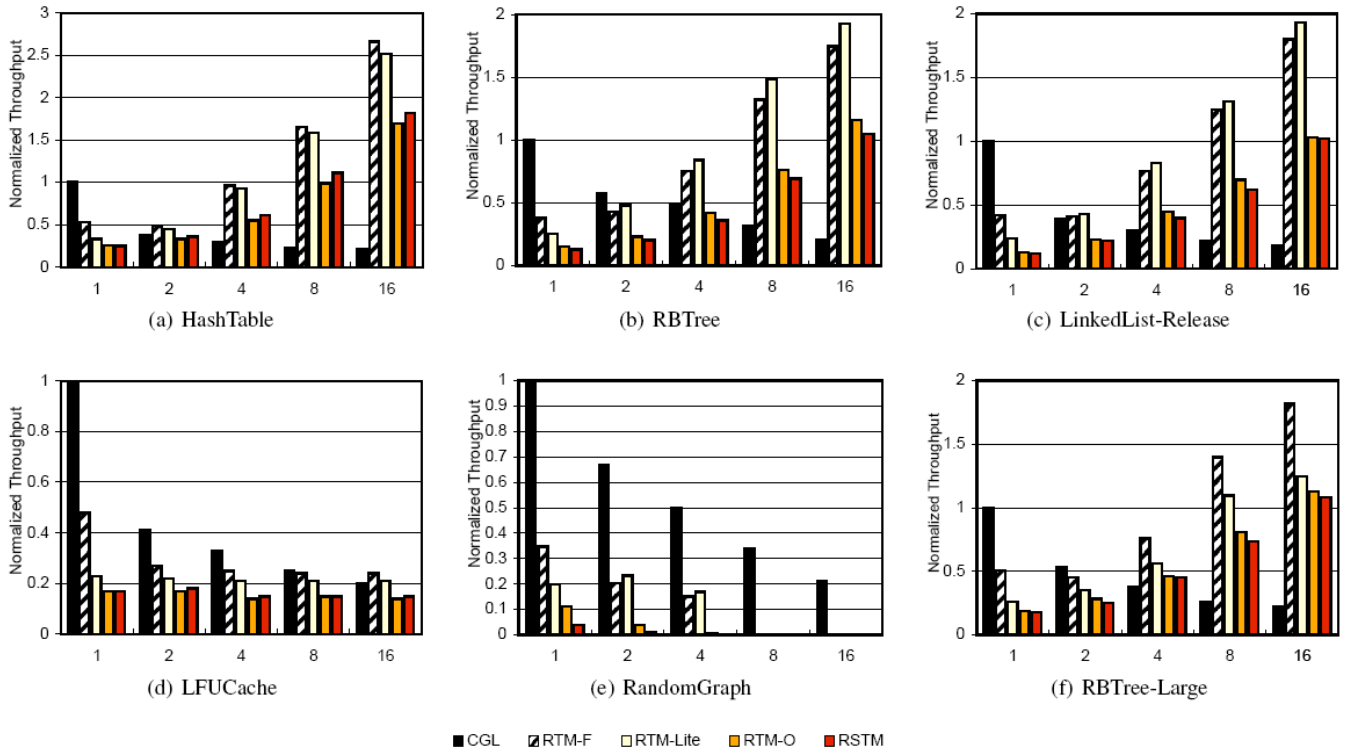 Normalized Throughput
3
2.5
2
1.5
1
0.5
0
1 2 4 8 16
(a) HashTable
Normalized Throughput
2
1.5
1
0.5
0
1 2 4 8 16
(b) RBTree
Normalized Throughput
2
1.5
1
0.5
0
1 2 4 8 16
(c) LinkedList-Release
Normalized Throughput
1
0.8
0.6
0.4
0.2
0
1 2 4 8 16
(d) LFUCache
Normalized Throughput
1
0.9
0.8
0.7
0.6
0.5
0.4
0.3
0.2
0.1
0
1 2 4 8 16
(e) RandomGraph
Normalized Throughput
2
1.5
1
0.5
0
1 2 4 8 16
(f) RBTree-Large
CGL RTM-F RTM-Lite RTM-O RSTM